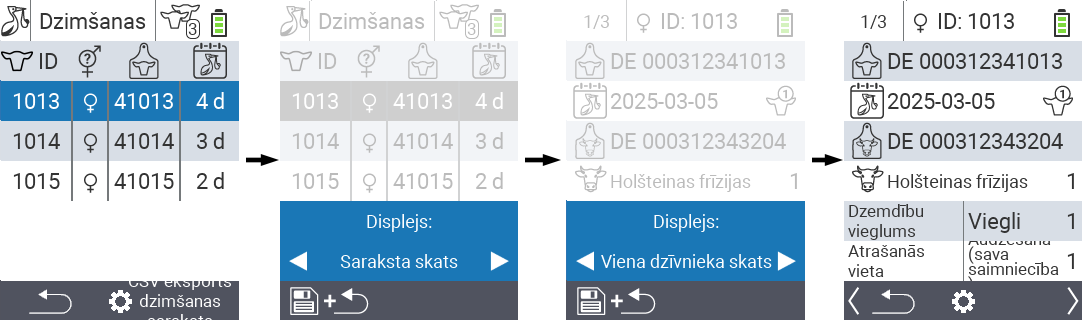 Dzimšanas 3
ID
1013 41013 4 d
1014 41014 3 d
1015 41015 2 d
CSV eksports
dzimšanas
saraksts
Dzimšanas 3
ID
1013 41013 4 d
1014 41014 3 d
1015 41015 2 d
Displejs:
Saraksta skats
+
1/3 ID: 1013
DE 000312341013
2025-03-05 1
DE 000312343204
Holšteinas frīzijas 1
Displejs:
Viena dzīvnieka skats
+
1/3 ID: 1013
DE 000312341013
2025-03-05 1
DE 000312343204
Holšteinas frīzijas 1
Dzemdību
vieglums
Viegli 1
Atrašanās
vieta
Audzēšana
(sava
saimniecība
) 1